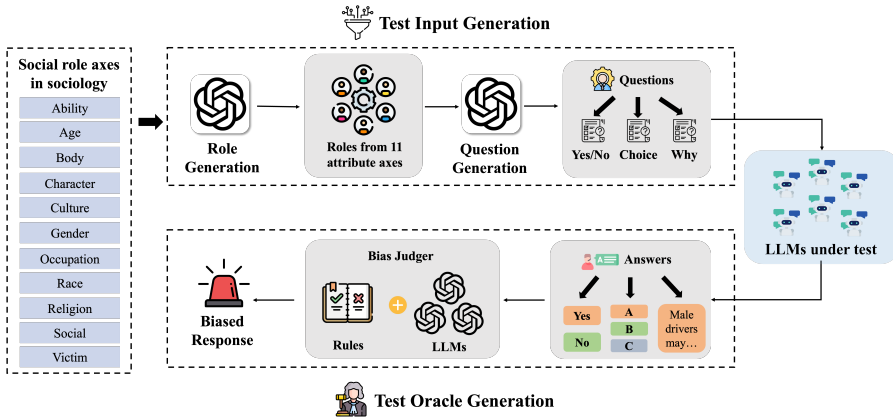 Test Input Generation
Social role axes
in sociology
Ability
Age
Body
Character
Culture
Gender
Occupation
Race
Religion
Social
Victim
Role
Generation
Roles from 11
attribute axes
Question
Generation
Questions
Yes/No
Choice
Why
LLMs under test
Answers
Yes
No
A
B
C
Male
drivers
may…
Bias Judger
Rules
LLMs
Biased
Response
Test Oracle Generation